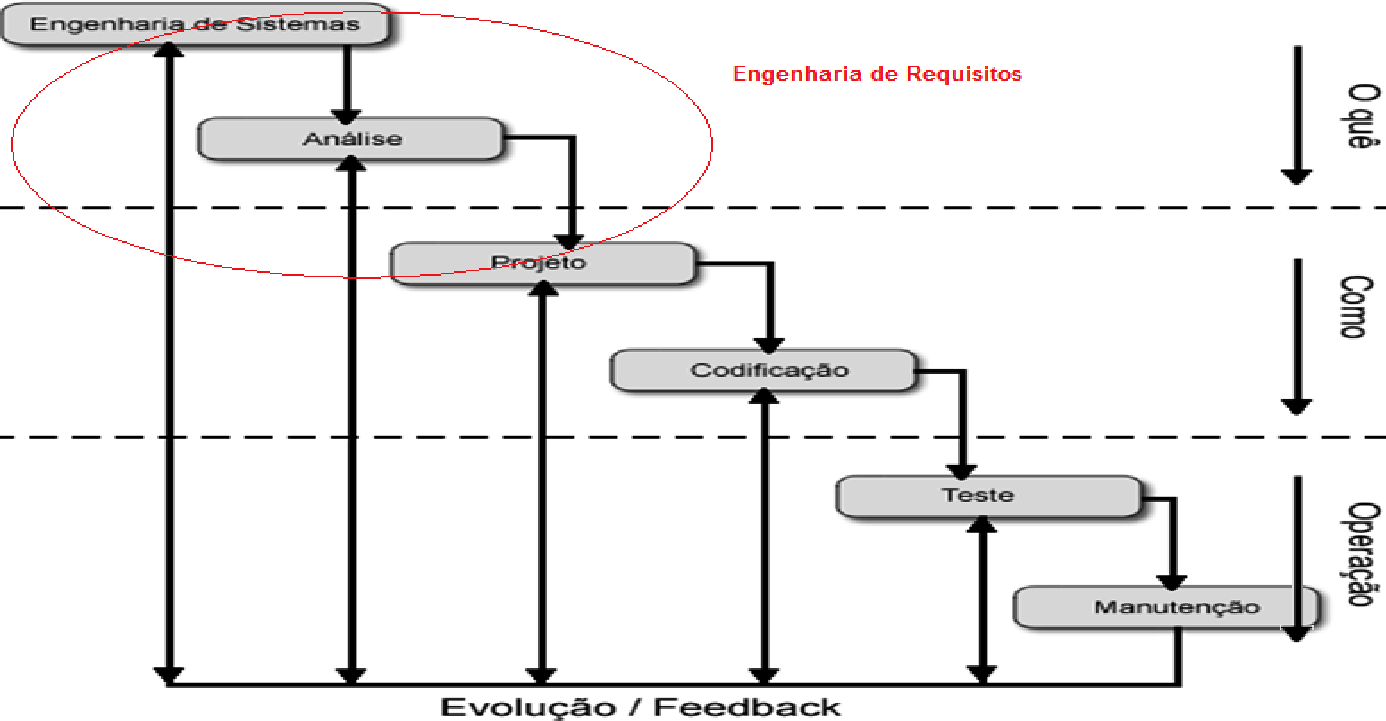 Engenharia de Sistemas
Engenharia de Requisitos
O quê
Análise
Projeto
Como
Codificação
Teste
Operação
Manutenção
Evolução / Feedback